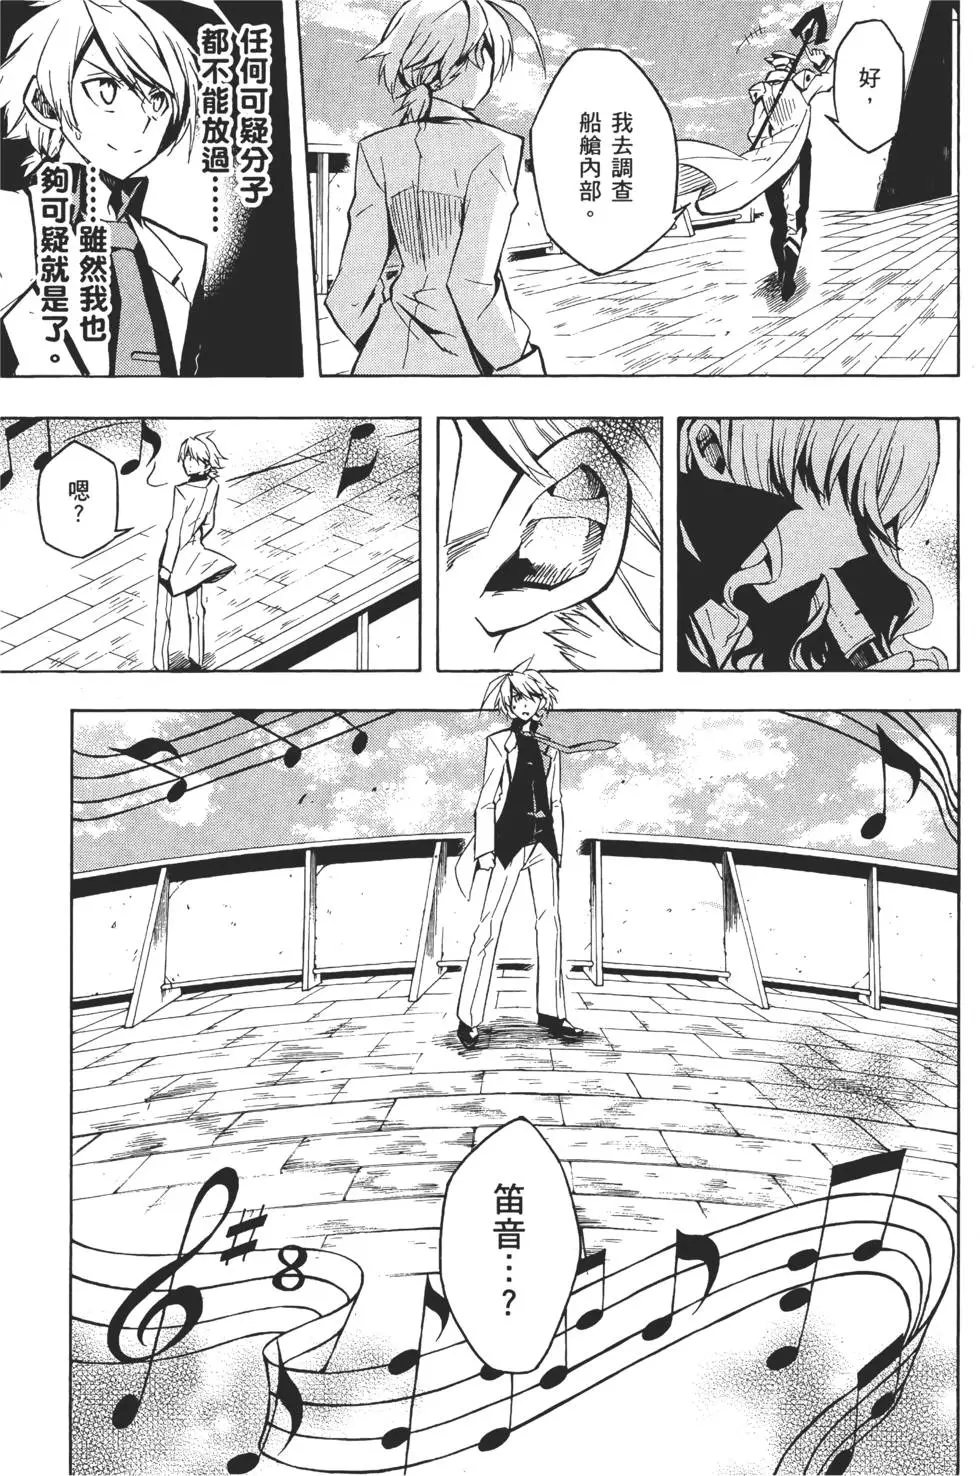 好，
我去調查
船艙內部。
任何可疑分子
都不能放過……
……雖然我也
夠可疑就是了。
嗯？
笛音…？
8